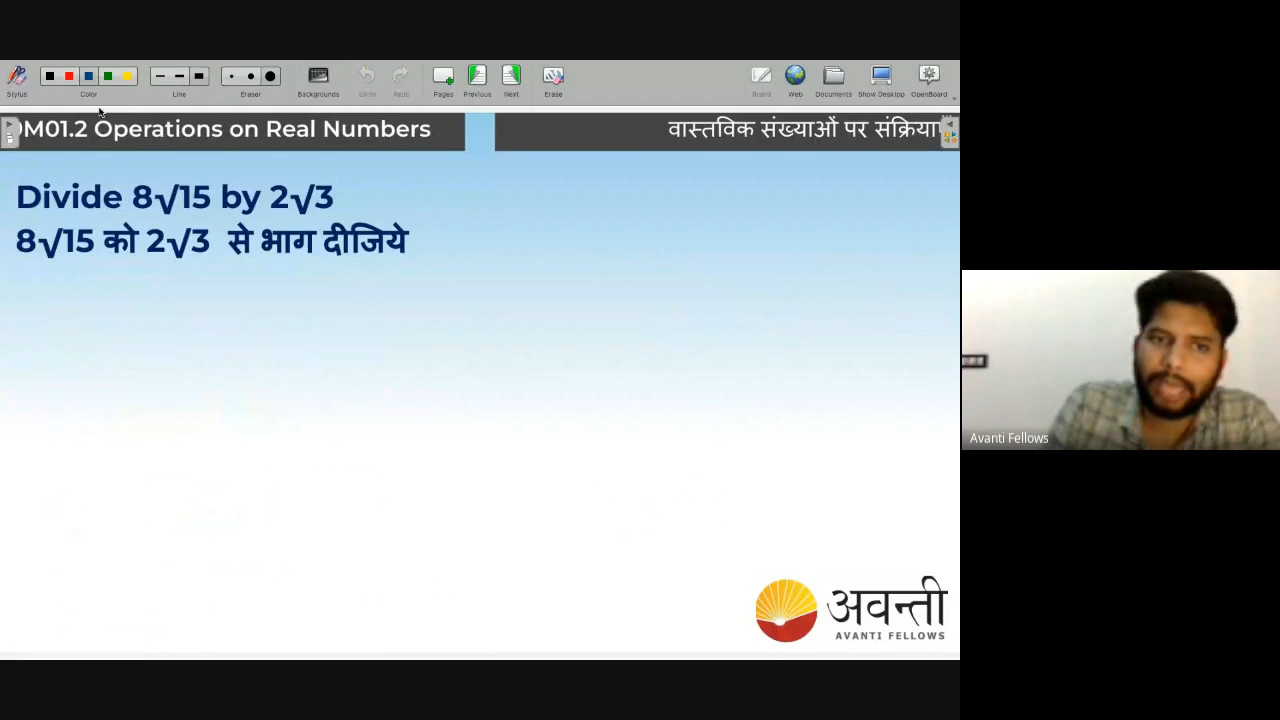 Stylus Color Line Eraser Backgrounds Undo Redo Pages Previous Next Erase Board Web Documents Show Desktop OpenBoard
M01.2 Operations on Real Numbers
वास्तविक संख्याओं पर संक्रिया
Divide 8√15 by 2√3
8√15 को 2√3 से भाग दीजिये
Avanti Fellows
अवन्ती
AVANTI FELLOWS